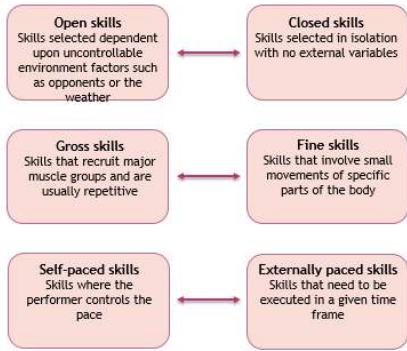 Open skills
Skills selected dependent
upon uncontrollable
environment factors such
as opponents or the
weather
Closed skills
Skills selected in isolation
with no external variables
Gross skills
Skills that recruit major
muscle groups and are
usually repetitive
Fine skills
Skills that involve small
movements of specific
parts of the body
Self-paced skills
Skills where the
performer controls the
pace
Externally paced skills
Skills that need to be
executed in a given time
frame